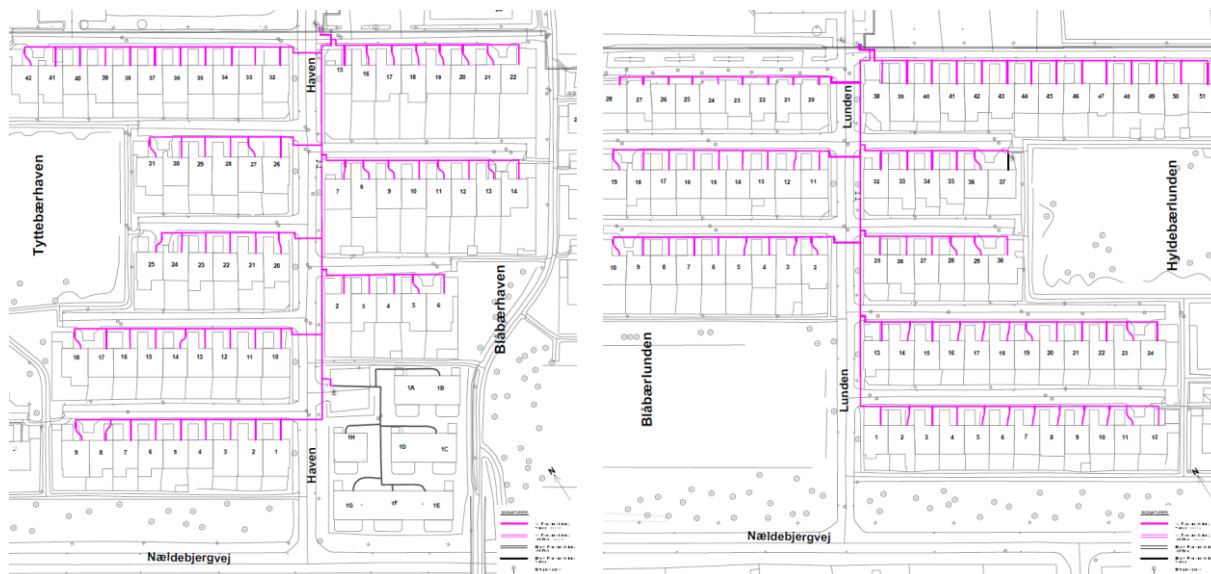 42 41 40 39 38 37 36 35 34 33 32
Haven
15 16 17 18 19 20 21 22
31 30 29 28 27 26
7 8 9 10 11 12 13 14
Tyttebærhaven
25 24 23 22 21 20
2 3 4 5 6
Blåbærhaven
18 17 16 15 14 13 12 11 10
1A 1B
1H 1D 1C
9 8 7 6 5 4 3 2 1
Haven
1G 1F 1E
N
SIGNATURER
Nældebjergvej
28 27 26 25 24 23 22 21 20
Lunden
38 39 40 41 42 43 44 45 46 47 48 49 50 51
19 18 17 16 15 14 13 12 11
32 33 34 35 36 37
Hyldebærlunden
10 9 8 7 6 5 4 3 2
25 26 27 28 29 30
Blåbærlunden
Lunden
13 14 15 16 17 18 19 20 21 22 23 24
1 2 3 4 5 6 7 8 9 10 11 12
N
SIGNATURER
Nældebjergvej